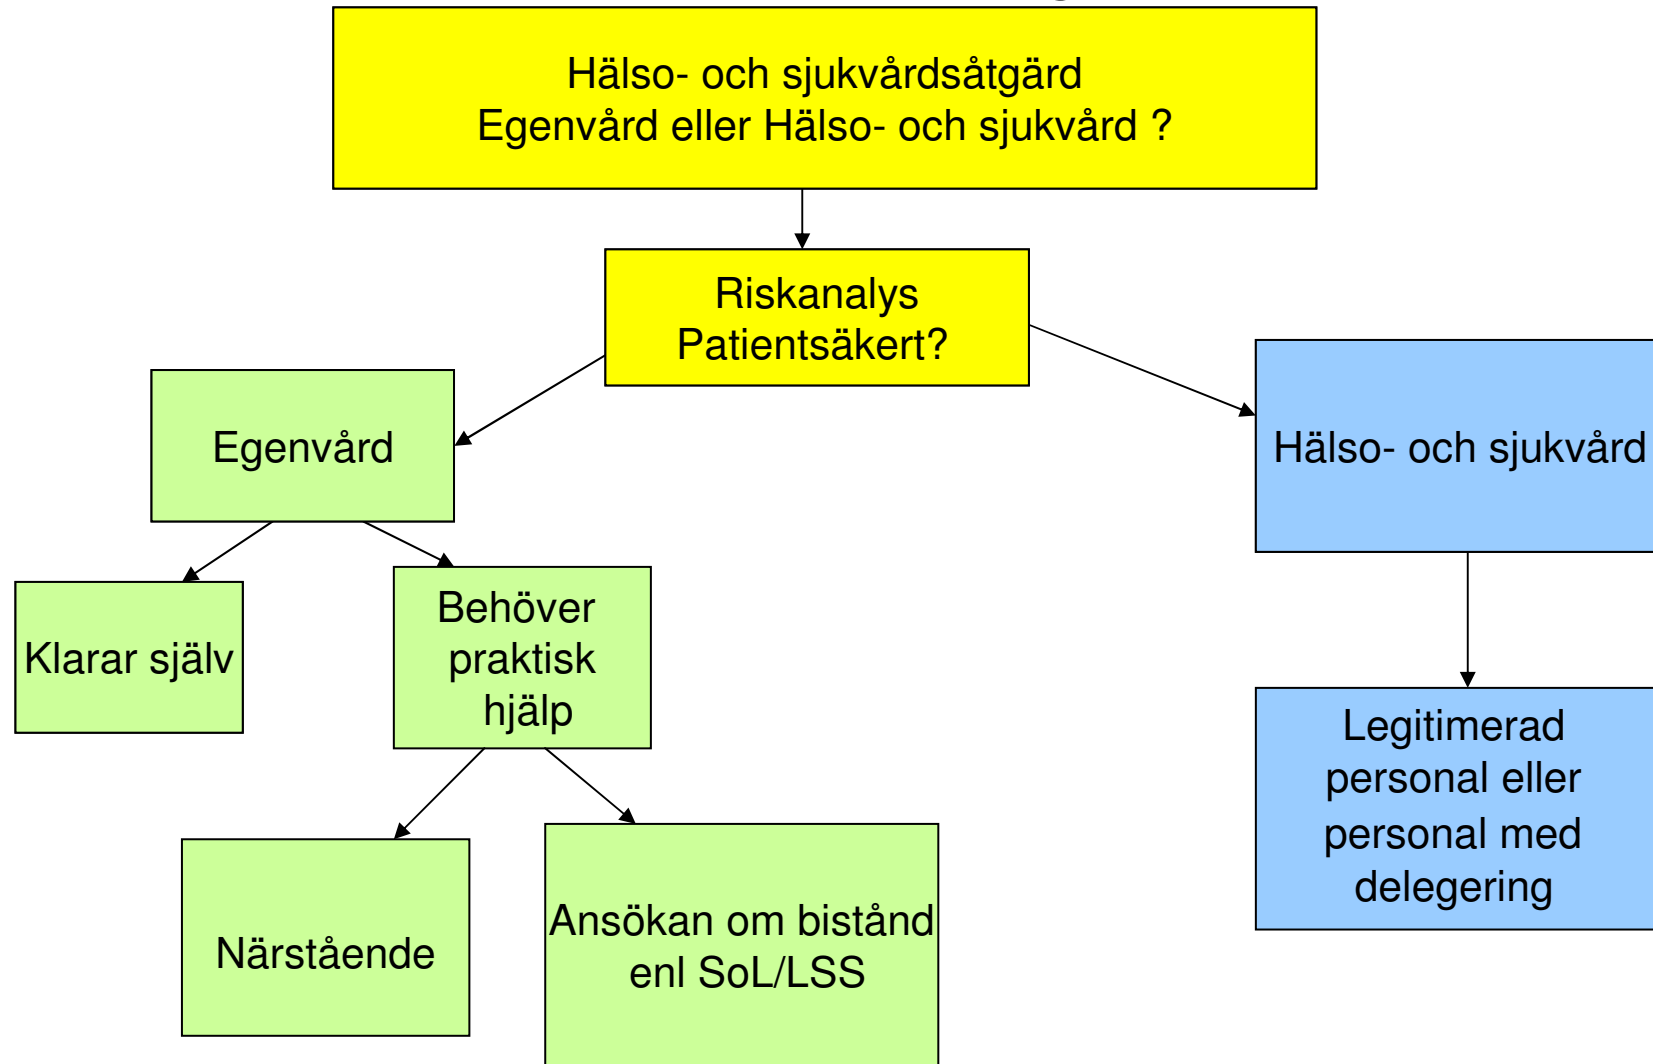 Hälso- och sjukvårdsåtgärd
Egenvård eller Hälso- och sjukvård ?
Riskanalys
Patientsäkert?
Egenvård
Hälso- och sjukvård
Klarar själv
Behöver
praktisk
hjälp
Legitimerad
personal eller
personal med
delegering
Närstående
Ansökan om bistånd
enl SoL/LSS